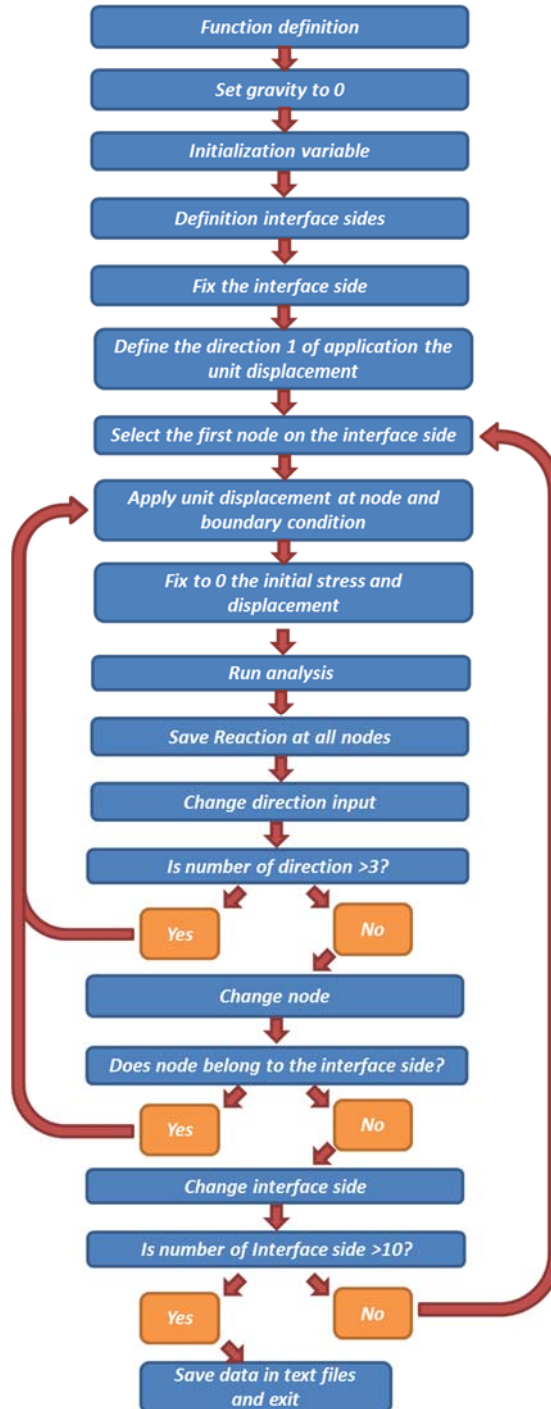 Function definition
Set gravity to 0
Initialization variable
Definition interface sides
Fix the interface side
Define the direction 1 of application the
unit displacement
Select the first node on the interface side
Apply unit displacement at node and
boundary condition
Fix to 0 the initial stress and
displacement
Run analysis
Save Reaction at all nodes
Change direction input
Is number of direction >3?
Yes
No
Change node
Does node belong to the interface side?
Yes
No
Change interface side
Is number of Interface side >10?
Yes
No
Save data in text files
and exit